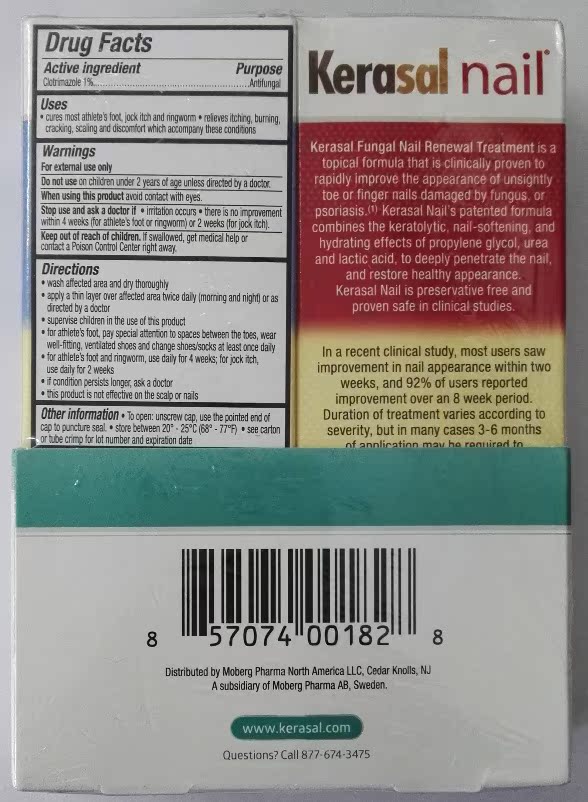 Drug Facts
Active ingredient Purpose
Clotrimazole 1%..........................................Antifungal
Uses
• cures most athlete's foot, jock itch and ringworm • relieves itching, burning,
cracking, scaling and discomfort which accompany these conditions
Warnings
For external use only
Do not use on children under 2 years of age unless directed by a doctor.
When using this product avoid contact with eyes.
Stop use and ask a doctor if • irritation occurs • there is no improvement
within 4 weeks (for athlete's foot or ringworm) or 2 weeks (for jock itch).
Keep out of reach of children. If swallowed, get medical help or
contact a Poison Control Center right away.
Directions
• wash affected area and dry thoroughly
• apply a thin layer over affected area twice daily (morning and night) or as
directed by a doctor
• supervise children in the use of this product
• for athlete's foot, pay special attention to spaces between the toes, wear
well-fitting, ventilated shoes and change shoes/socks at least once daily
• for athlete's foot and ringworm, use daily for 4 weeks; for jock itch,
use daily for 2 weeks
• if condition persists longer, ask a doctor
• this product is not effective on the scalp or nails
Other information • To open: unscrew cap, use the pointed end of
cap to puncture seal. • store between 20° - 25°C (68° - 77°F) • see carton
or tube crimp for lot number and expiration date
Kerasal nail®
Kerasal Fungal Nail Renewal Treatment is a
topical formula that is clinically proven to
rapidly improve the appearance of unsightly
toe or finger nails damaged by fungus, or
psoriasis.(1) Kerasal Nail's patented formula
combines the keratolytic, nail-softening, and
hydrating effects of propylene glycol, urea
and lactic acid, to deeply penetrate the nail,
and restore healthy appearance.
Kerasal Nail is preservative free and
proven safe in clinical studies.
In a recent clinical study, most users saw
improvement in nail appearance within two
weeks, and 92% of users reported
improvement over an 8 week period.
Duration of treatment varies according to
severity, but in many cases 3-6 months
of application may be required to
8 57074 00182 8
Distributed by Moberg Pharma North America LLC, Cedar Knolls, NJ
A subsidiary of Moberg Pharma AB, Sweden.
www.kerasal.com
Questions? Call 877-674-3475